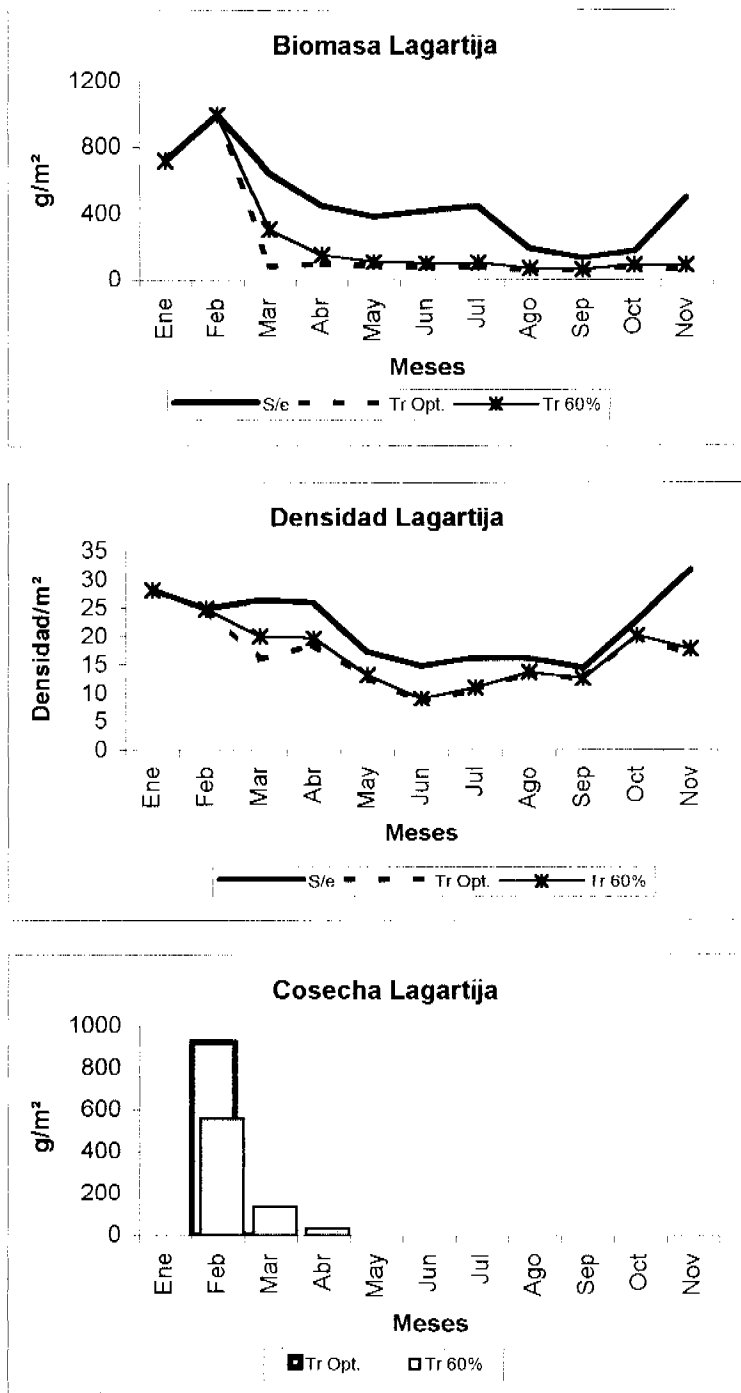 Biomasa Lagartija
1200
800
400
0
g/m²
Ene Feb Mar Abr May Jun Jul Ago Sep Oct Nov
Meses
S/e Tr Opt. Tr 60%
Densidad Lagartija
35
30
25
20
15
10
5
0
Densidad/m²
Ene Feb Mar Abr May Jun Jul Ago Sep Oct Nov
Meses
S/e Tr Opt. Tr 60%
Cosecha Lagartija
1000
800
600
400
200
0
g/m²
Ene Feb Mar Abr May Jun Jul Ago Sep Oct Nov
Meses
Tr Opt. Tr 60%